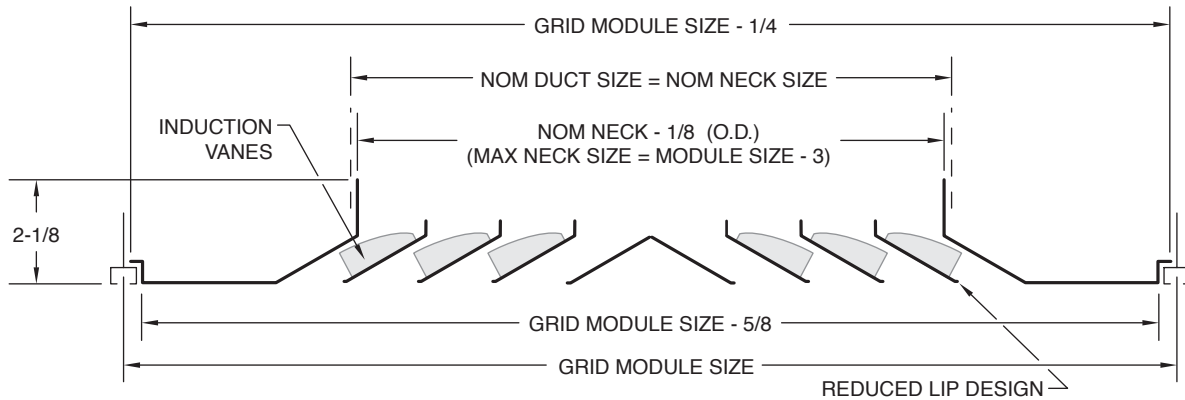 GRID MODULE SIZE - 1/4
NOM DUCT SIZE = NOM NECK SIZE
INDUCTION
VANES
NOM NECK - 1/8 (O.D.)
(MAX NECK SIZE = MODULE SIZE - 3)
2-1/8
GRID MODULE SIZE - 5/8
GRID MODULE SIZE
REDUCED LIP DESIGN